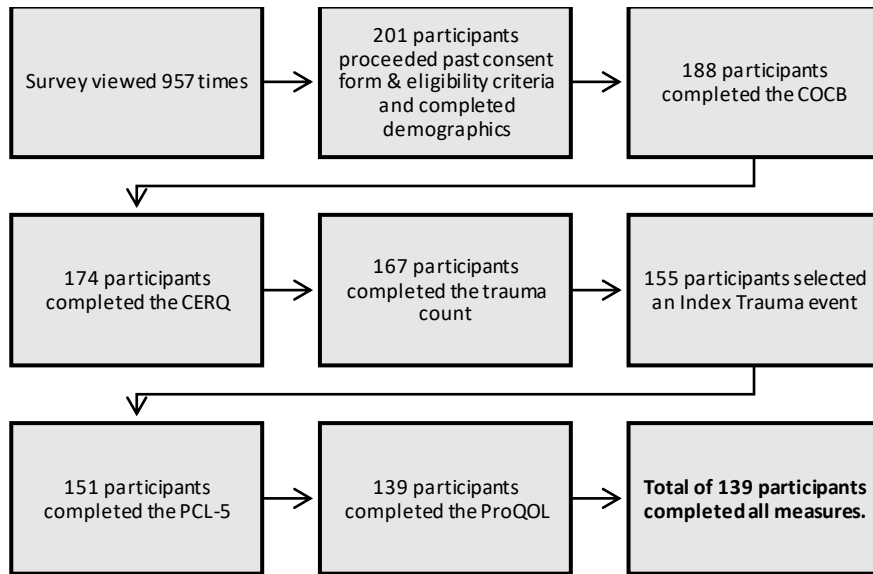 Survey viewed 957 times
201 participants
proceeded past consent
form & eligibility criteria
and completed
demographics
188 participants
completed the COCB
174 participants
completed the CERQ
167 participants
completed the trauma
count
155 participants selected
an Index Trauma event
151 participants
completed the PCL-5
139 participants
completed the ProQOL
Total of 139 participants
completed all measures.